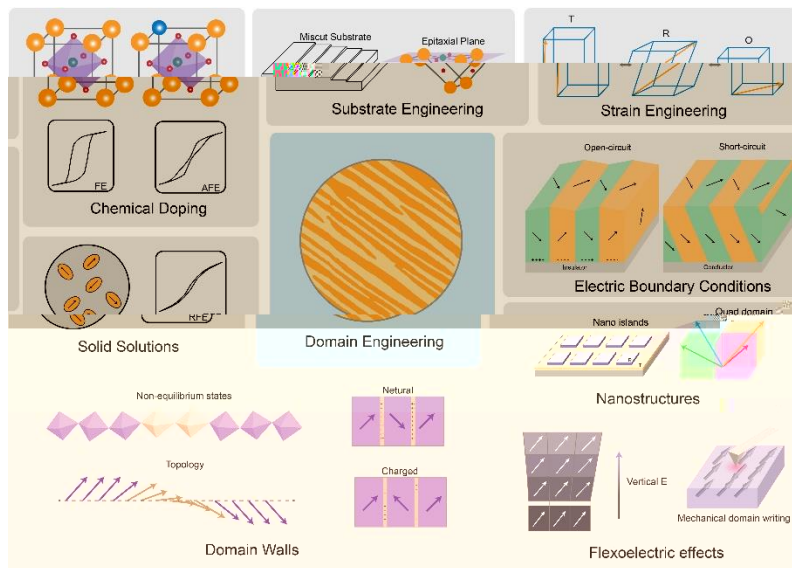 Miscut Substrate
Epitaxial Plane
Substrate Engineering
T
R
O
Strain Engineering
FE
AFE
Chemical Doping
Open-circuit
Short-circuit
Insulator
Conductor
Electric Boundary Conditions
RFE
Solid Solutions
Domain Engineering
Nano islands
Quad domain
Nanostructures
Non-equilibrium states
Netural
Topology
Charged
Domain Walls
Vertical E
Mechanical domain writing
Flexoelectric effects